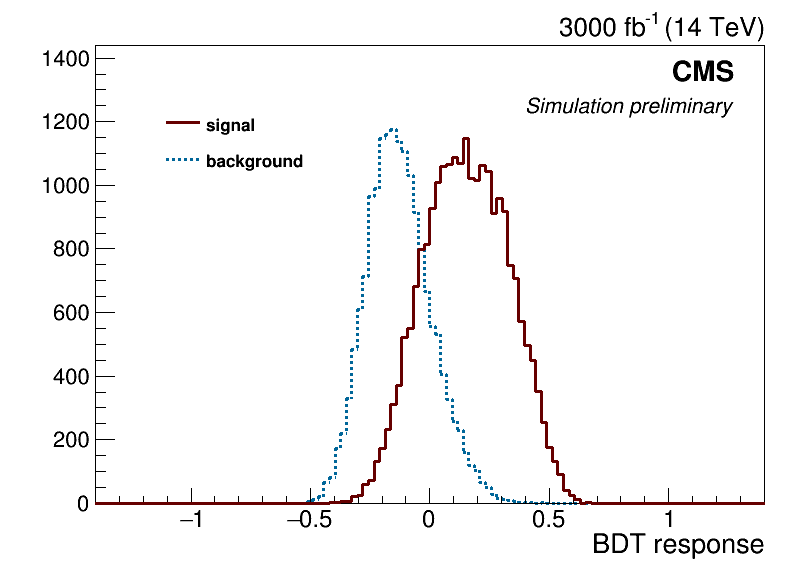 3000 fb⁻¹ (14 TeV)
CMS
Simulation preliminary
signal
background
1400
1200
1000
800
600
400
200
0
−1 −0.5 0 0.5 1
BDT response